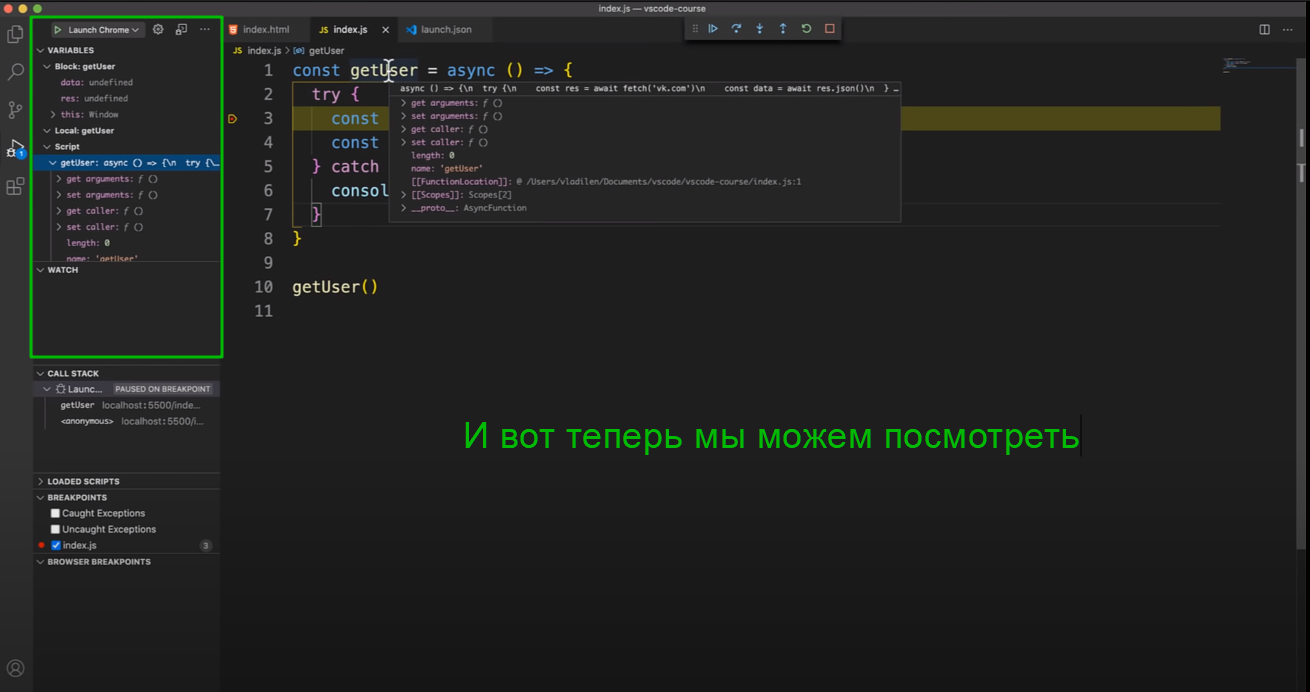 index.js — vscode-course
Launch Chrome
index.html
JS index.js
launch.json
JS index.js > getUser
VARIABLES
Block: getUser
data: undefined
res: undefined
this: Window
Local: getUser
Script
getUser: async () => {\n  try {\…
get arguments: ƒ ()
set arguments: ƒ ()
get caller: ƒ ()
set caller: ƒ ()
length: 0
name: 'getUser'
WATCH
CALL STACK
Launc... PAUSED ON BREAKPOINT
getUser localhost:5500/inde...
<anonymous> localhost:5500/i...
LOADED SCRIPTS
BREAKPOINTS
Caught Exceptions
Uncaught Exceptions
index.js 3
BROWSER BREAKPOINTS
1 const getUser = async () => {
2 try {
3 const
4 const
5 } catch
6 consol
7 }
8 }
9
10 getUser()
11
async () => {\n  try {\n    const res = await fetch('vk.com')\n    const data = await res.json()\n  } …
get arguments: ƒ ()
set arguments: ƒ ()
get caller: ƒ ()
set caller: ƒ ()
length: 0
name: 'getUser'
[[FunctionLocation]]: @ /Users/vladilen/Documents/vscode/vscode-course/index.js:1
[[Scopes]]: Scopes[2]
__proto__: AsyncFunction
И вот теперь мы можем посмотреть
1